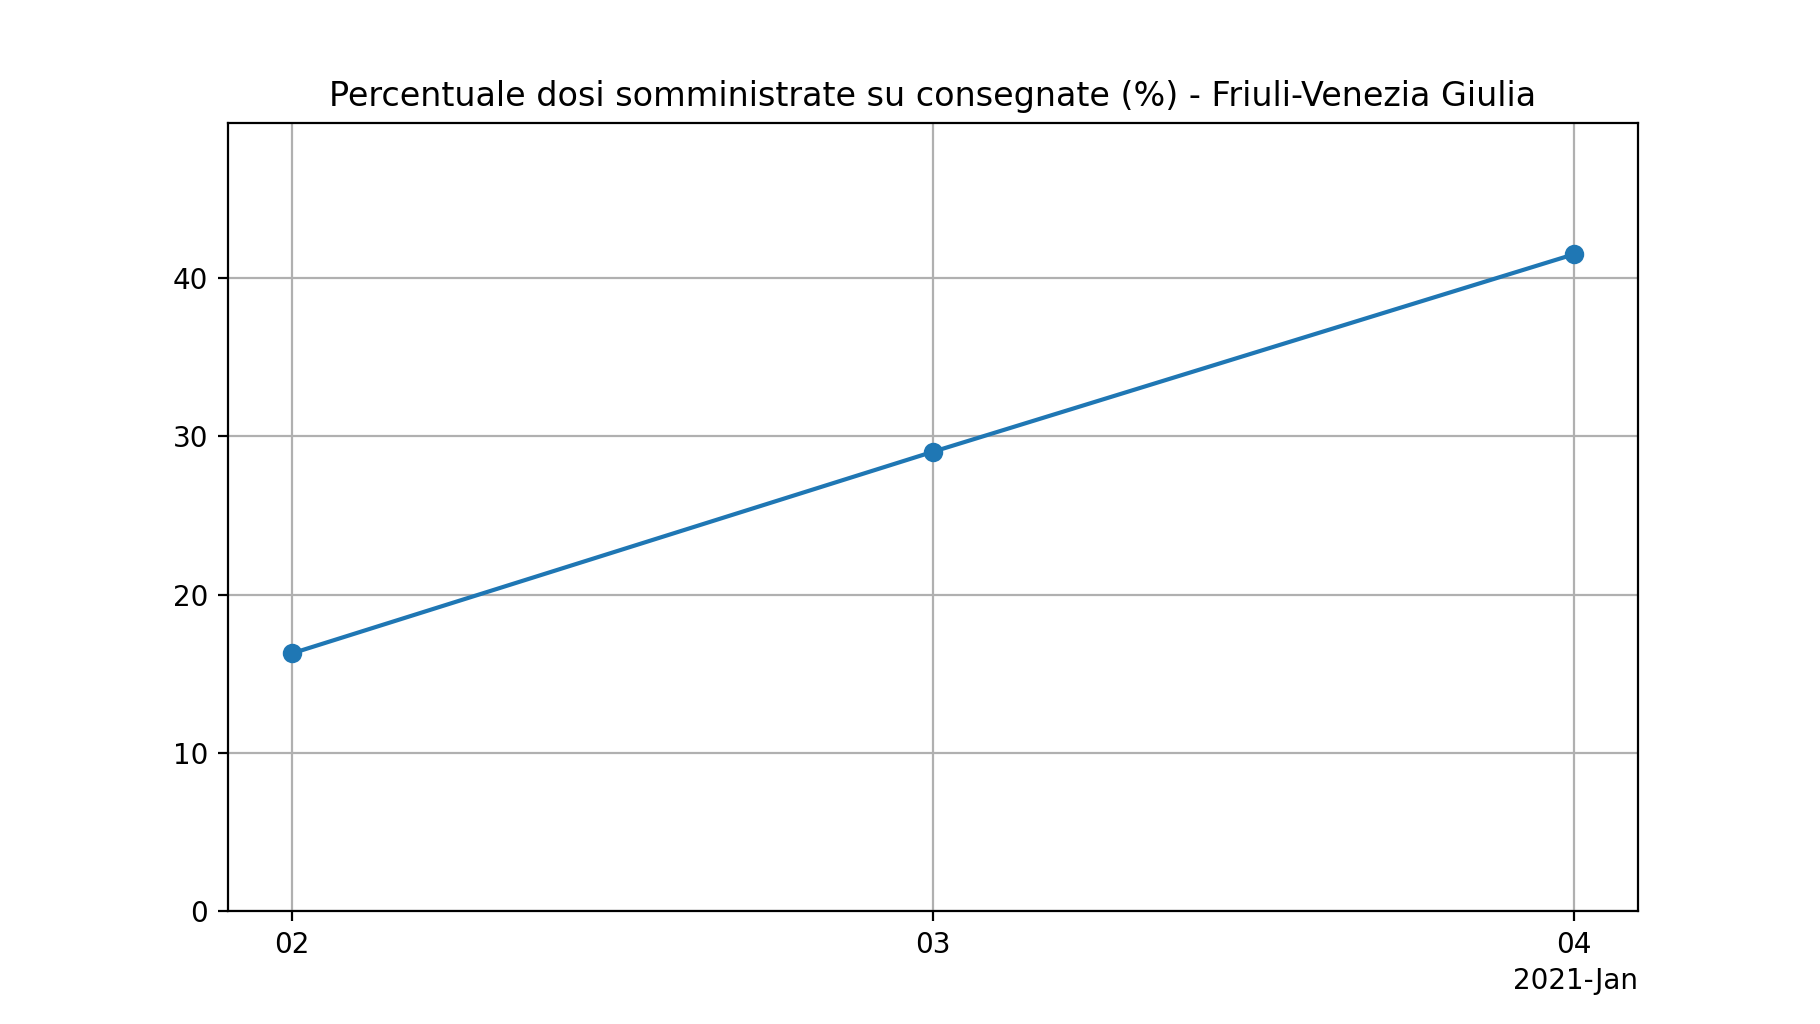 Percentuale dosi somministrate su consegnate (%) - Friuli-Venezia Giulia
40
30
20
10
0
02 03 04
2021-Jan